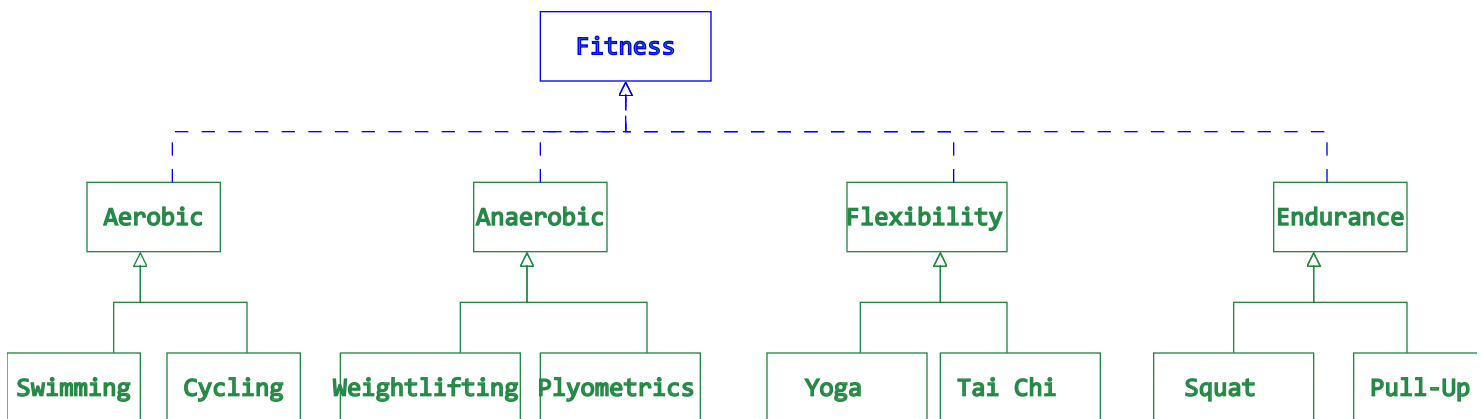 Fitness
Aerobic Anaerobic Flexibility Endurance
Swimming Cycling Weightlifting Plyometrics Yoga Tai Chi Squat Pull-Up